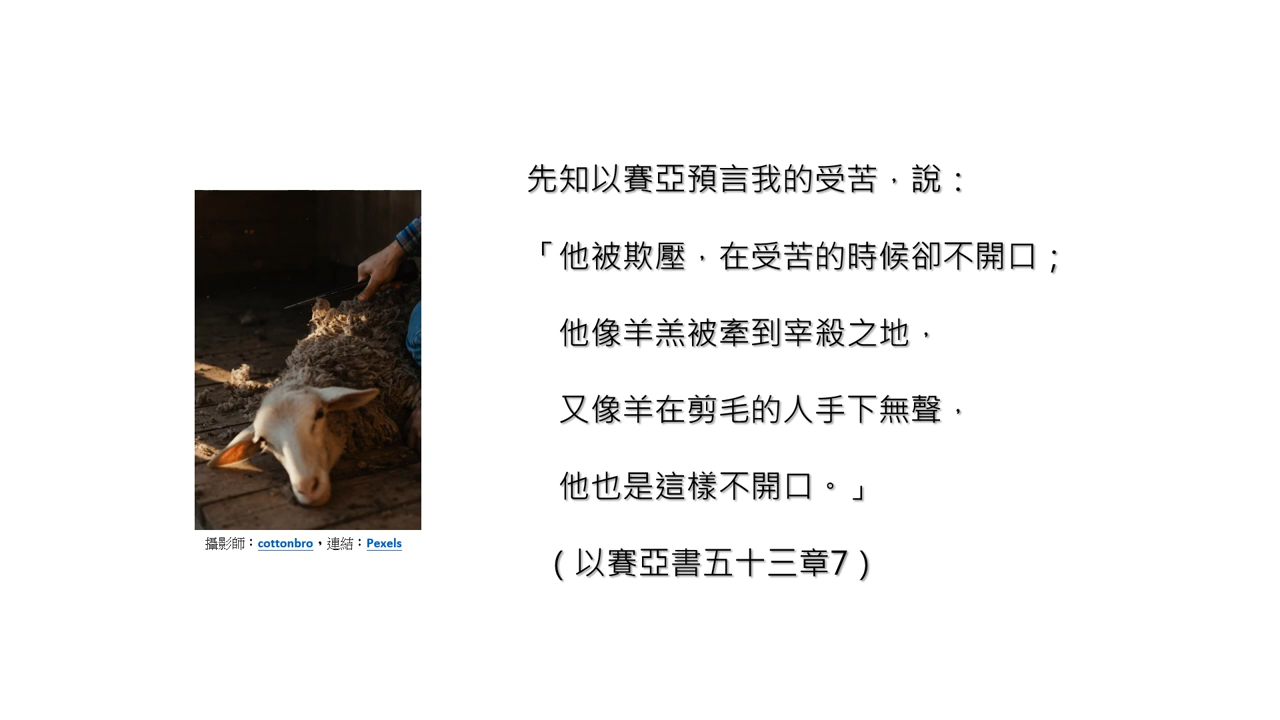 先知以賽亞預言我的受苦，說：
「他被欺壓，在受苦的時候卻不開口；
他像羊羔被牽到宰殺之地，
又像羊在剪毛的人手下無聲，
他也是這樣不開口。」
（以賽亞書五十三章7）
攝影師：cottonbro，連結：Pexels